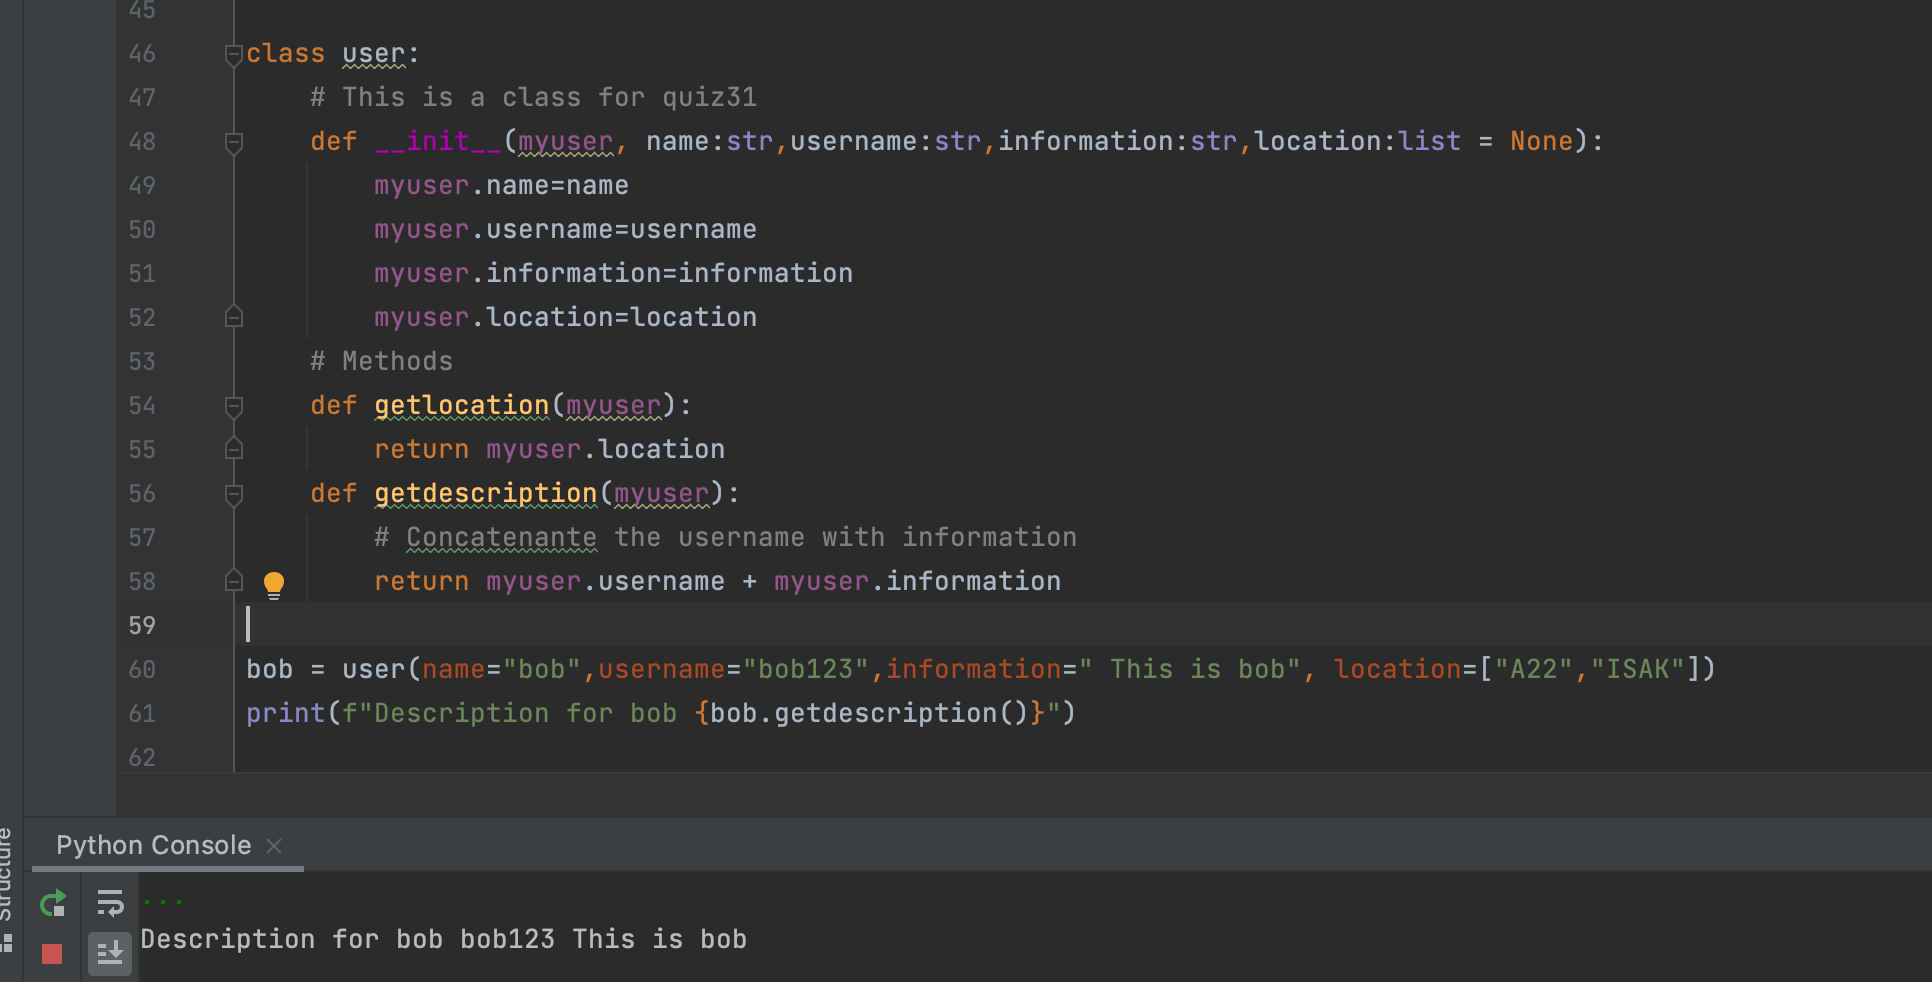 45
46 class user:
47 # This is a class for quiz31
48 def __init__(myuser, name:str,username:str,information:str,location:list = None):
49 myuser.name=name
50 myuser.username=username
51 myuser.information=information
52 myuser.location=location
53 # Methods
54 def getlocation(myuser):
55 return myuser.location
56 def getdescription(myuser):
57 # Concatenante the username with information
58 return myuser.username + myuser.information
59
60 bob = user(name="bob",username="bob123",information=" This is bob", location=["A22","ISAK"])
61 print(f"Description for bob {bob.getdescription()}")
62
Structure
Python Console
...
Description for bob bob123 This is bob